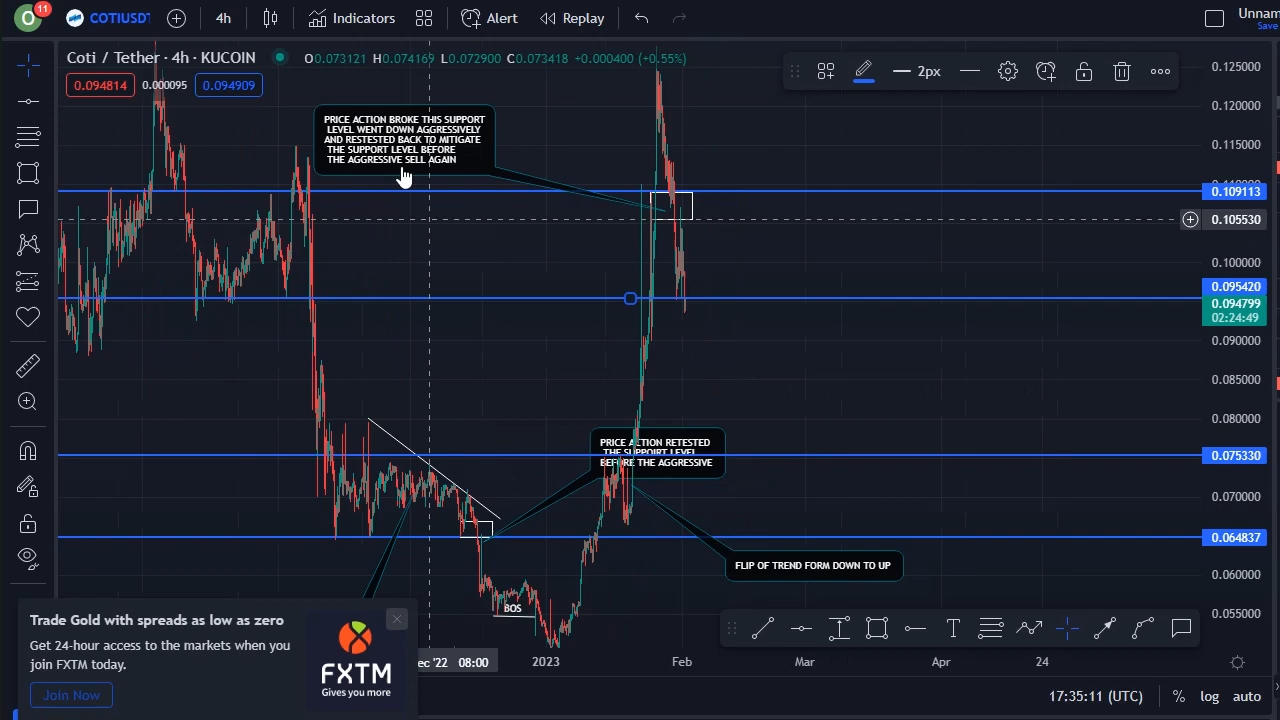 O
11
COTIUSDT
4h
Indicators
Alert
Replay
Unnam
Save
Coti / Tether · 4h · KUCOIN
O0.073121 H0.074169 L0.072900 C0.073418 +0.000400 (+0.55%)
0.094814
0.000095
0.094909
2px
PRICE ACTION BROKE THIS SUPPORT
LEVEL WENT DOWN AGGRESSIVELY
AND RESTESTED BACK TO MITIGATE
THE SUPPORT LEVEL BEFORE
THE AGGRESSIVE SELL AGAIN
0.125000
0.120000
0.115000
0.109113
0.105530
0.100000
0.095420
0.094799
02:24:49
0.090000
0.085000
0.080000
0.075330
0.070000
0.064837
0.060000
0.055000
PRICE ACTION RETESTED
THE SUPPOIRT LEVEL
BEFORE THE AGGRESSIVE
FLIP OF TREND FORM DOWN TO UP
BOS
Trade Gold with spreads as low as zero
Get 24-hour access to the markets when you
join FXTM today.
Join Now
FXTM
Gives you more
ec '22 08:00
2023
Feb
Mar
Apr
24
17:35:11 (UTC)
%
log
auto